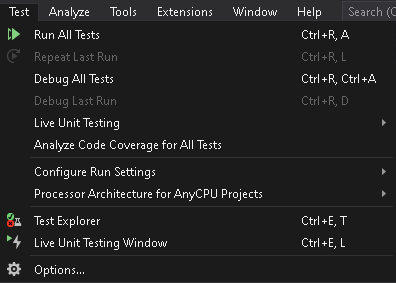 Test Analyze Tools Extensions Window Help Search (C
Run All Tests Ctrl+R, A
Repeat Last Run Ctrl+R, L
Debug All Tests Ctrl+R, Ctrl+A
Debug Last Run Ctrl+R, D
Live Unit Testing
Analyze Code Coverage for All Tests
Configure Run Settings
Processor Architecture for AnyCPU Projects
Test Explorer Ctrl+E, T
Live Unit Testing Window Ctrl+E, L
Options...